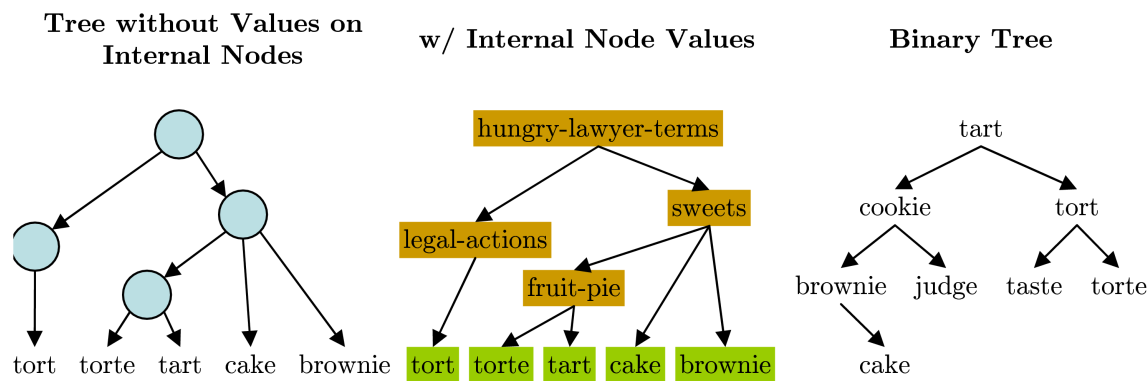 Tree without Values on
Internal Nodes
tort torte tart cake brownie
w/ Internal Node Values
hungry-lawyer-terms
sweets
legal-actions
fruit-pie
tort torte tart cake brownie
Binary Tree
tart
cookie tort
brownie judge taste torte
cake